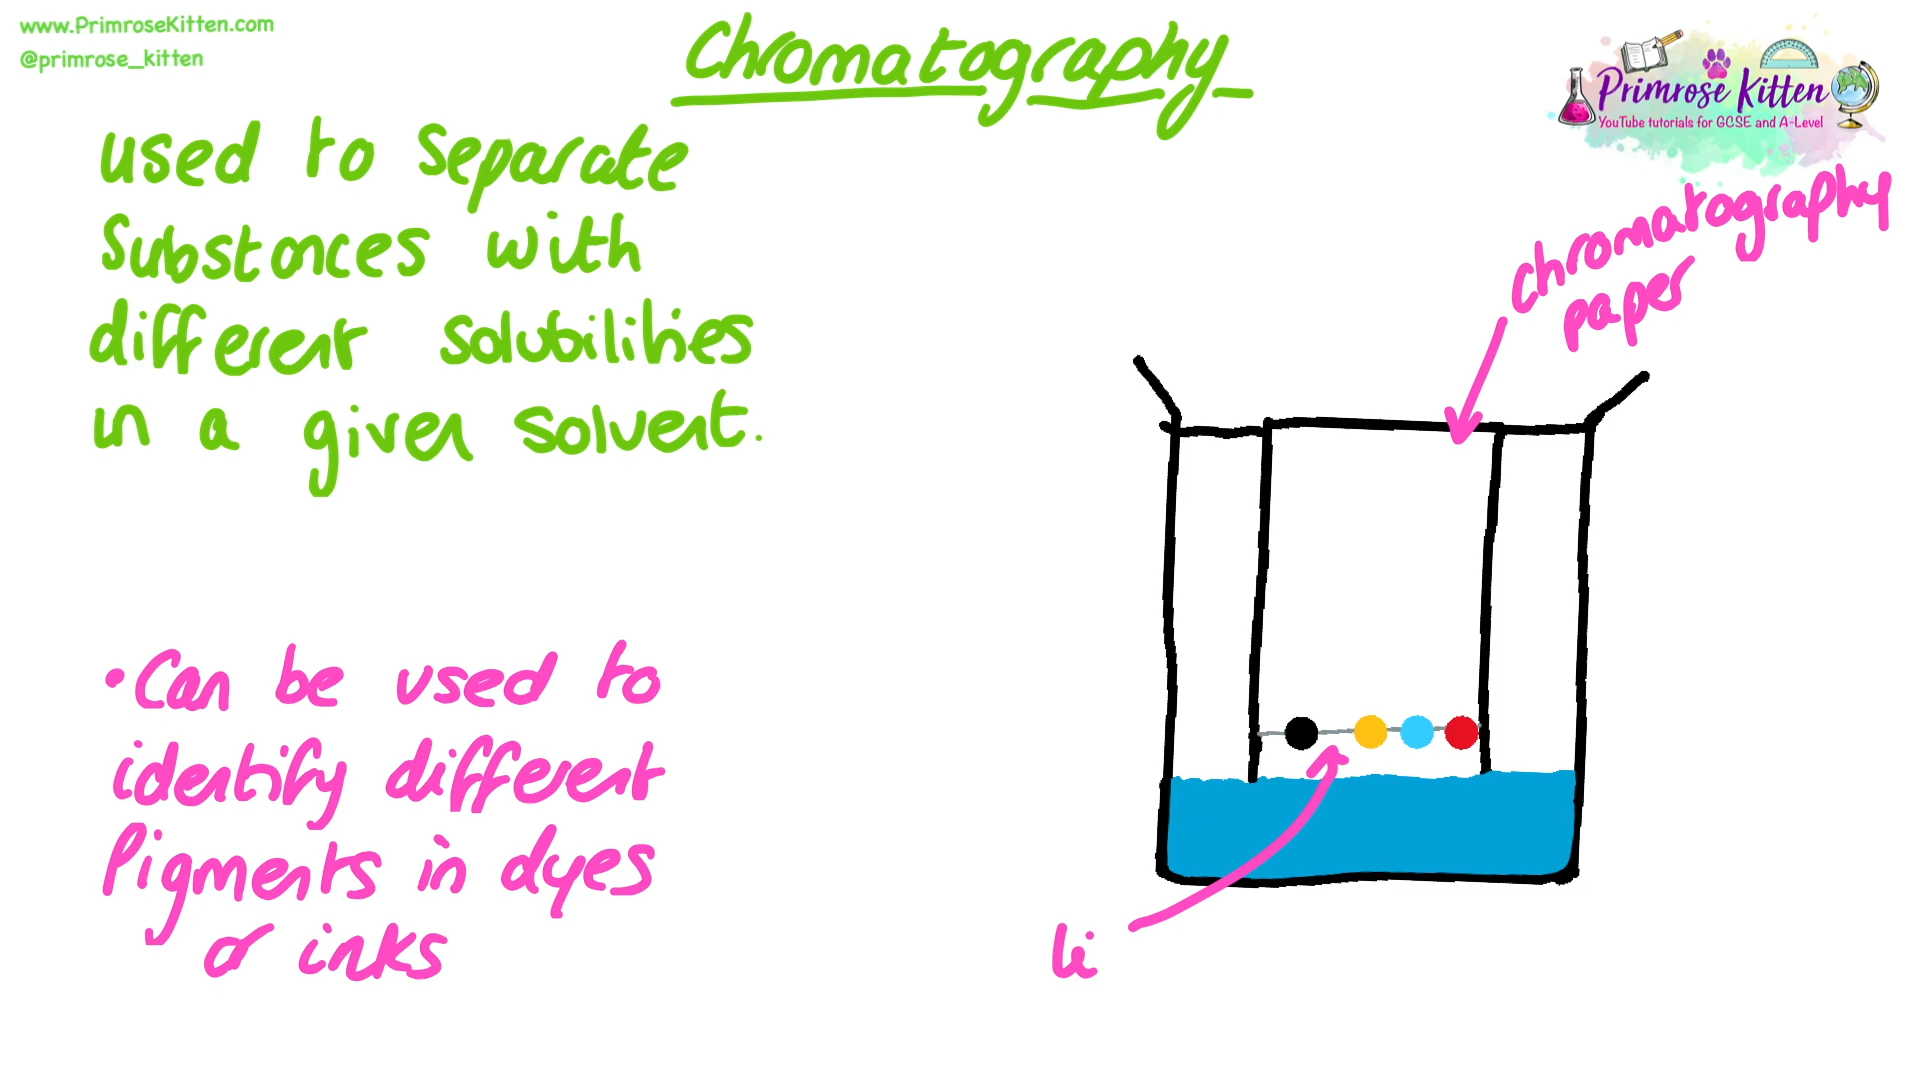 www.PrimroseKitten.com
@primrose_kitten
Chromatography
Primrose Kitten
YouTube tutorials for GCSE and A-Level
used to separate
substances with
different solubilities
in a given solvent.
chromatography
paper
•Can be used to
identify different
Pigments in dyes
or inks
li